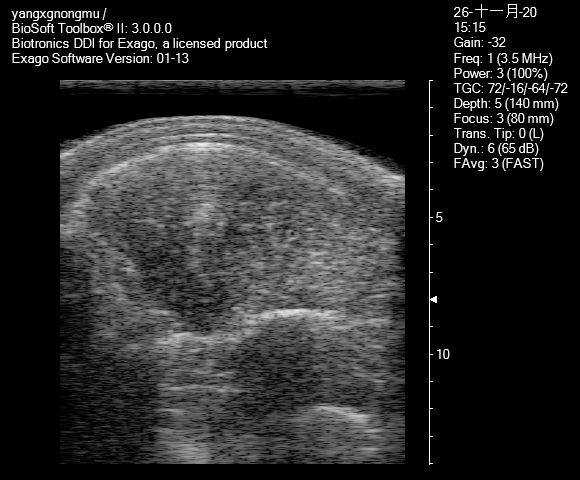 yangxgnongmu /
BioSoft Toolbox® II: 3.0.0.0
Biotronics DDI for Exago, a licensed product
Exago Software Version: 01-13
26-十一月-20
15:15
Gain: -32
Freq: 1 (3.5 MHz)
Power: 3 (100%)
TGC: 72/-16/-64/-72
Depth: 5 (140 mm)
Focus: 3 (80 mm)
Trans. Tip: 0 (L)
Dyn.: 6 (65 dB)
FAvg: 3 (FAST)
5
10